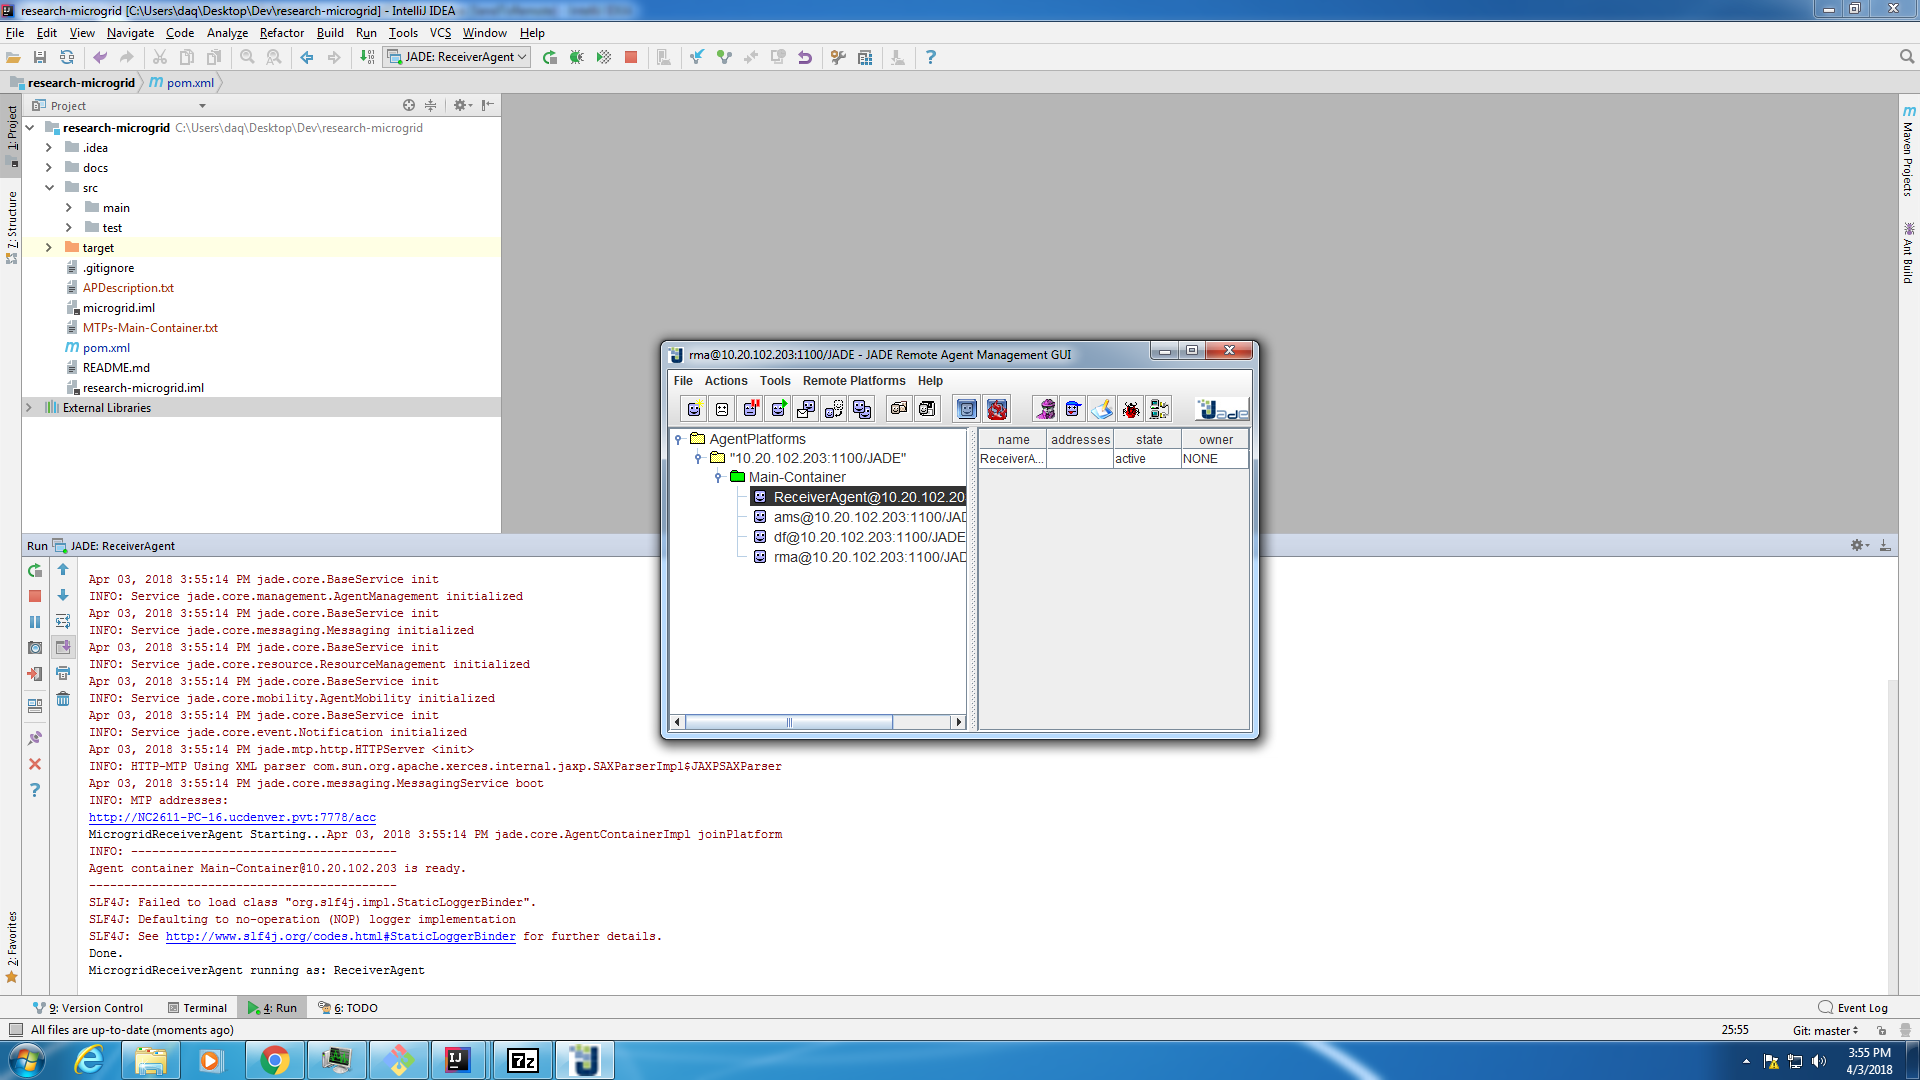 research-microgrid [C:\Users\daq\Desktop\Dev\research-microgrid] - IntelliJ IDEA
File Edit View Navigate Code Analyze Refactor Build Run Tools VCS Window Help
JADE: ReceiverAgent
research-microgrid pom.xml
Project
1: Project
7: Structure
2: Favorites
Maven Projects
Ant Build
research-microgrid C:\Users\daq\Desktop\Dev\research-microgrid
.idea
docs
src
main
test
target
.gitignore
APDescription.txt
microgrid.iml
MTPs-Main-Container.txt
pom.xml
README.md
research-microgrid.iml
External Libraries
rma@10.20.102.203:1100/JADE - JADE Remote Agent Management GUI
File Actions Tools Remote Platforms Help
Jade
AgentPlatforms
"10.20.102.203:1100/JADE"
Main-Container
ReceiverAgent@10.20.102.20
ams@10.20.102.203:1100/JAD
df@10.20.102.203:1100/JADE
rma@10.20.102.203:1100/JAD
name addresses state owner
ReceiverA... active NONE
Run JADE: ReceiverAgent
Apr 03, 2018 3:55:14 PM jade.core.BaseService init
INFO: Service jade.core.management.AgentManagement initialized
Apr 03, 2018 3:55:14 PM jade.core.BaseService init
INFO: Service jade.core.messaging.Messaging initialized
Apr 03, 2018 3:55:14 PM jade.core.BaseService init
INFO: Service jade.core.resource.ResourceManagement initialized
Apr 03, 2018 3:55:14 PM jade.core.BaseService init
INFO: Service jade.core.mobility.AgentMobility initialized
Apr 03, 2018 3:55:14 PM jade.core.BaseService init
INFO: Service jade.core.event.Notification initialized
Apr 03, 2018 3:55:14 PM jade.mtp.http.HTTPServer <init>
INFO: HTTP-MTP Using XML parser com.sun.org.apache.xerces.internal.jaxp.SAXParserImpl$JAXPSAXParser
Apr 03, 2018 3:55:14 PM jade.core.messaging.MessagingService boot
INFO: MTP addresses:
http://NC2611-PC-16.ucdenver.pvt:7778/acc
MicrogridReceiverAgent Starting...Apr 03, 2018 3:55:14 PM jade.core.AgentContainerImpl joinPlatform
INFO: --------------------------------------
Agent container Main-Container@10.20.102.203 is ready.
--------------------------------------------
SLF4J: Failed to load class "org.slf4j.impl.StaticLoggerBinder".
SLF4J: Defaulting to no-operation (NOP) logger implementation
SLF4J: See http://www.slf4j.org/codes.html#StaticLoggerBinder for further details.
Done.
MicrogridReceiverAgent running as: ReceiverAgent
9: Version Control Terminal 4: Run 6: TODO Event Log
All files are up-to-date (moments ago) 25:55 Git: master
IJ 7z
3:55 PM
4/3/2018